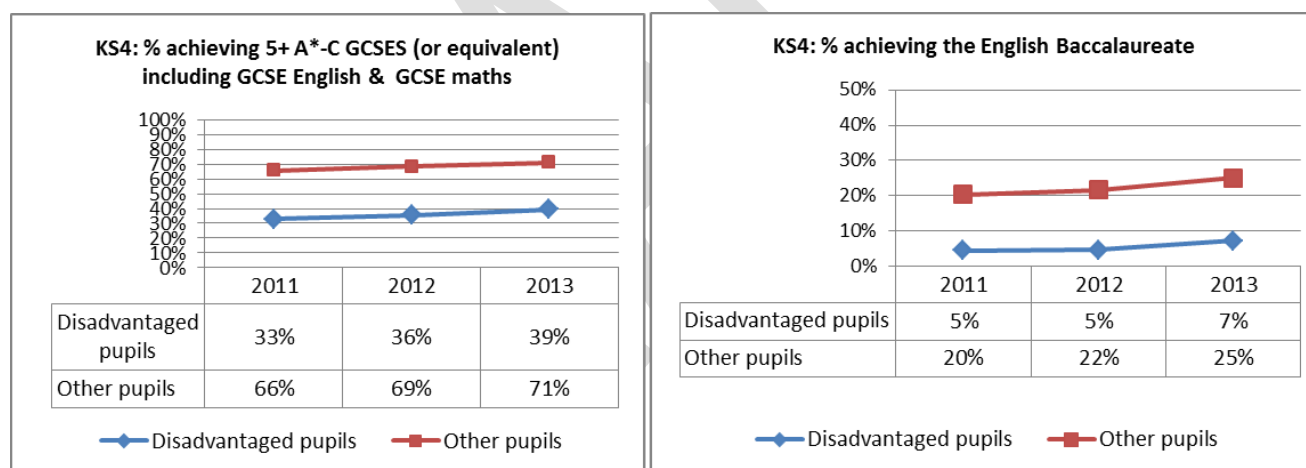 KS4: % achieving 5+ A*-C GCSES (or equivalent)
including GCSE English & GCSE maths
100%
90%
80%
70%
60%
50%
40%
30%
20%
10%
0%
2011 2012 2013
Disadvantaged
pupils 33% 36% 39%
Other pupils 66% 69% 71%
Disadvantaged pupils Other pupils
KS4: % achieving the English Baccalaureate
50%
40%
30%
20%
10%
0%
2011 2012 2013
Disadvantaged pupils 5% 5% 7%
Other pupils 20% 22% 25%
Disadvantaged pupils Other pupils